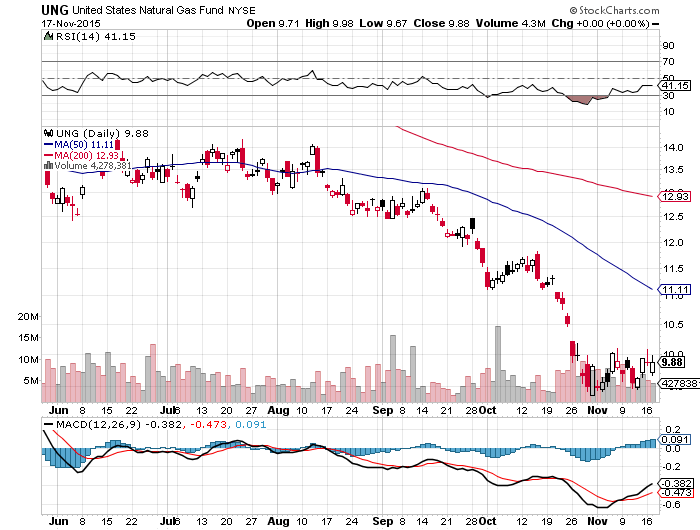 UNG United States Natural Gas Fund NYSE © StockCharts.com
17-Nov-2015 Open 9.71 High 9.98 Low 9.67 Close 9.88 Volume 4.3M Chg +0.00 (+0.00%)
RSI(14) 41.15
90
70
50
41.15
30
10
UNG (Daily) 9.88
MA(50) 11.11
MA(200) 12.93
Volume 4,278,381
14.0
13.5
13.0
12.93
12.5
12.0
11.5
11.11
11.0
10.5
10.0
9.88
4278381
20M
15M
10M
5M
Jun 8 15 22 Jul 6 13 20 27 Aug 10 17 24 Sep 8 14 21 28 Oct 12 19 26 Nov 9 16
MACD(12,26,9) -0.382, -0.473, 0.091
0.2
0.091
-0.2
-0.382
-0.473
-0.6
Jun 8 15 22 Jul 6 13 20 27 Aug 10 17 24 Sep 8 14 21 28 Oct 12 19 26 Nov 9 16